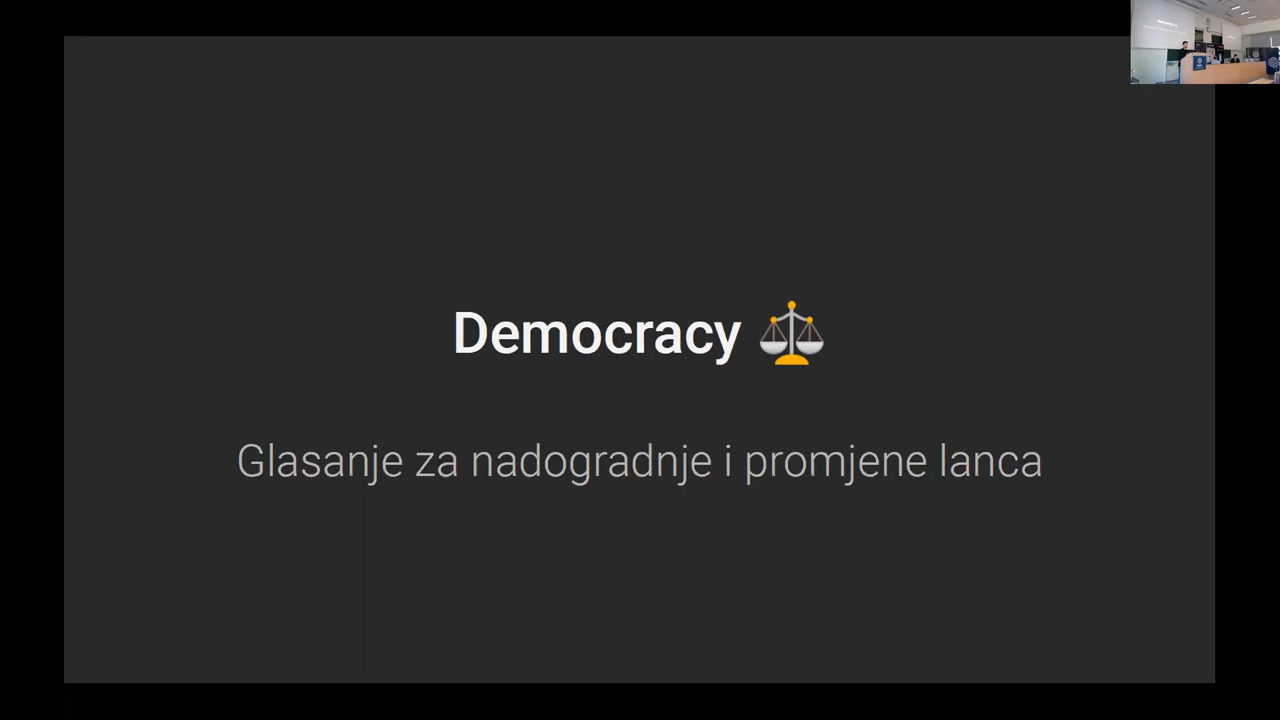 Democracy ⚖️
Glasanje za nadogradnje i promjene lanca